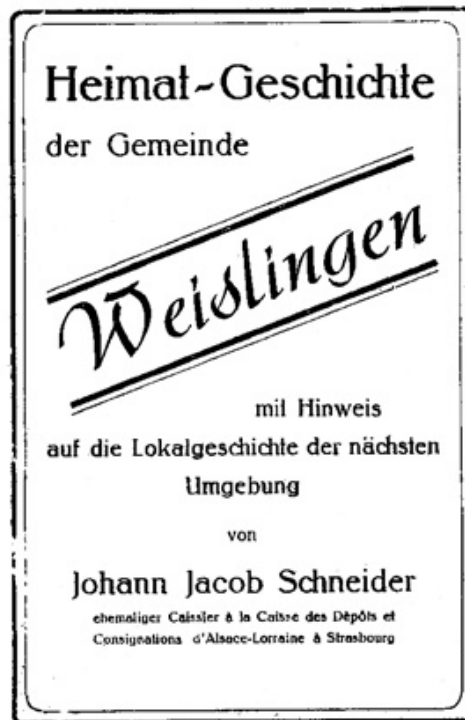 Heimat-Geschichte
der Gemeinde
Weislingen
mit Hinweis
auf die Lokalgeschichte der nächsten
Umgebung
von
Johann Jacob Schneider
ehemaliger Caissier à la Caisse des Dépôts et
Consignations d'Alsace-Lorraine à Strasbourg